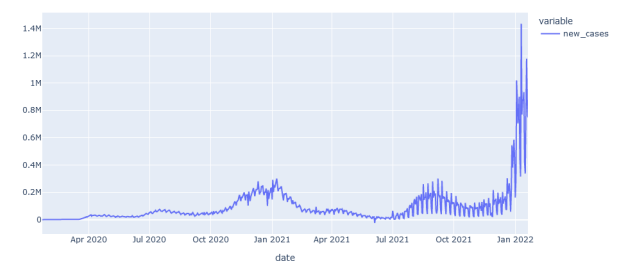 variable
new_cases
1.4M
1.2M
1M
0.8M
0.6M
0.4M
0.2M
0
Apr 2020 Jul 2020 Oct 2020 Jan 2021 Apr 2021 Jul 2021 Oct 2021 Jan 2022
date